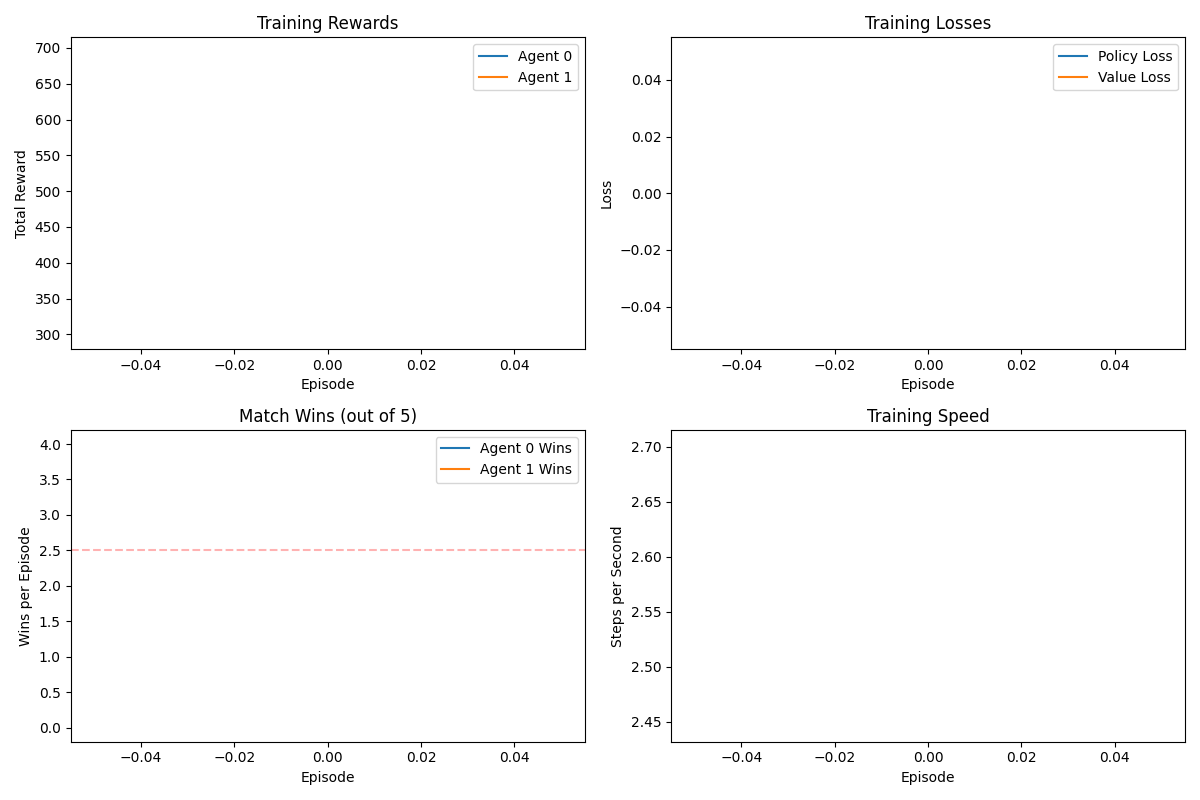 Training Rewards
Agent 0
Agent 1
Total Reward
700
650
600
550
500
450
400
350
300
−0.04 −0.02 0.00 0.02 0.04
Episode
Training Losses
Policy Loss
Value Loss
Loss
0.04
0.02
0.00
−0.02
−0.04
−0.04 −0.02 0.00 0.02 0.04
Episode
Match Wins (out of 5)
Agent 0 Wins
Agent 1 Wins
Wins per Episode
4.0
3.5
3.0
2.5
2.0
1.5
1.0
0.5
0.0
−0.04 −0.02 0.00 0.02 0.04
Episode
Training Speed
Steps per Second
2.70
2.65
2.60
2.55
2.50
2.45
−0.04 −0.02 0.00 0.02 0.04
Episode